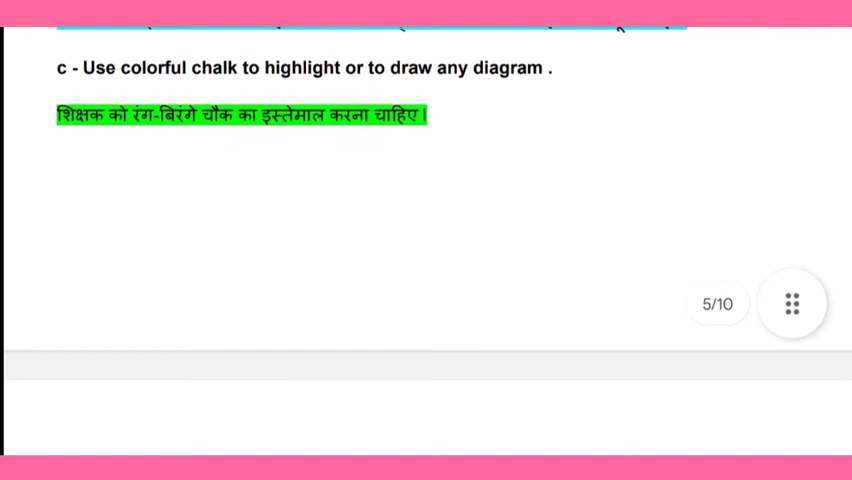 c - Use colorful chalk to highlight or to draw any diagram .
शिक्षक को रंग-बिरंगे चौक का इस्तेमाल करना चाहिए।
5/10